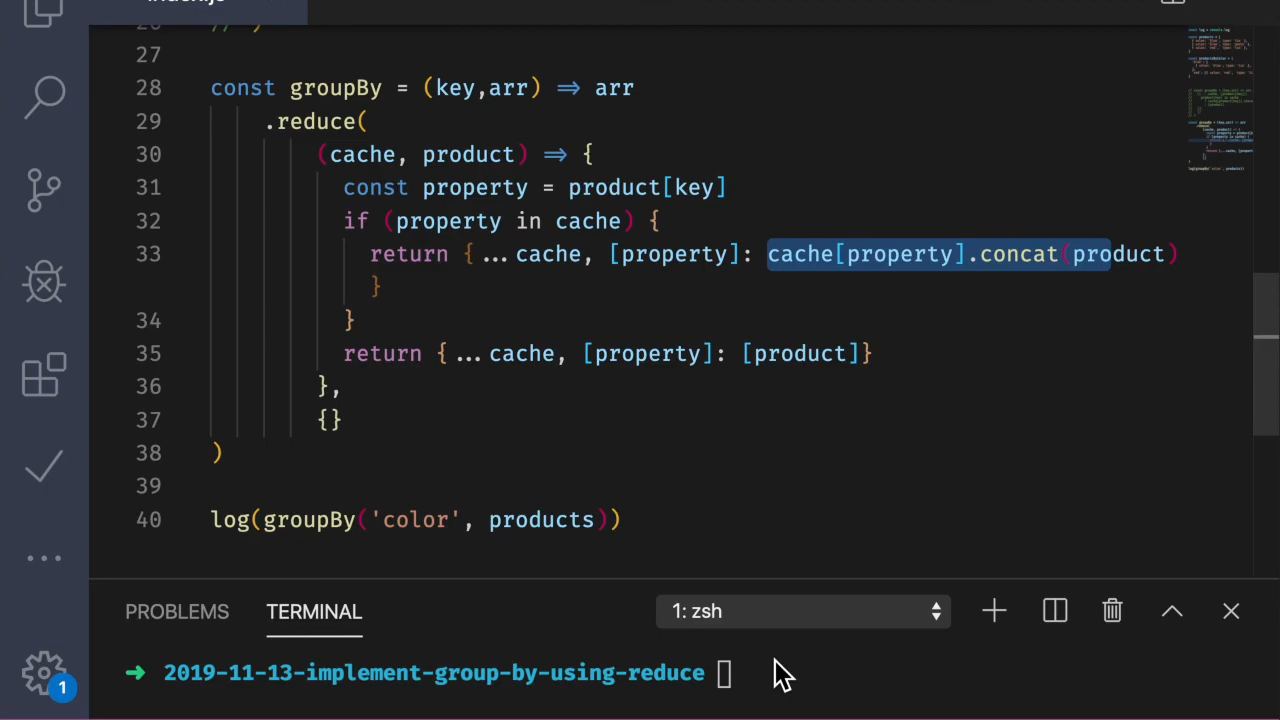 index.js
27
28 const groupBy = (key,arr) => arr
29 .reduce(
30 (cache, product) => {
31 const property = product[key]
32 if (property in cache) {
33 return {...cache, [property]: cache[property].concat(product)
}
34 }
35 return {...cache, [property]: [product]}
36 },
37 {}
38 )
39
40 log(groupBy('color', products))
PROBLEMS TERMINAL 1: zsh
➜ 2019-11-13-implement-group-by-using-reduce
1